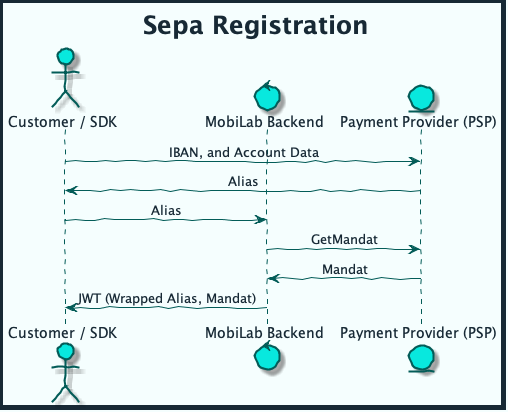 Sepa Registration
Customer / SDK
MobiLab Backend
Payment Provider (PSP)
IBAN, and Account Data
Alias
Alias
GetMandat
Mandat
JWT (Wrapped Alias, Mandat)
Customer / SDK
MobiLab Backend
Payment Provider (PSP)